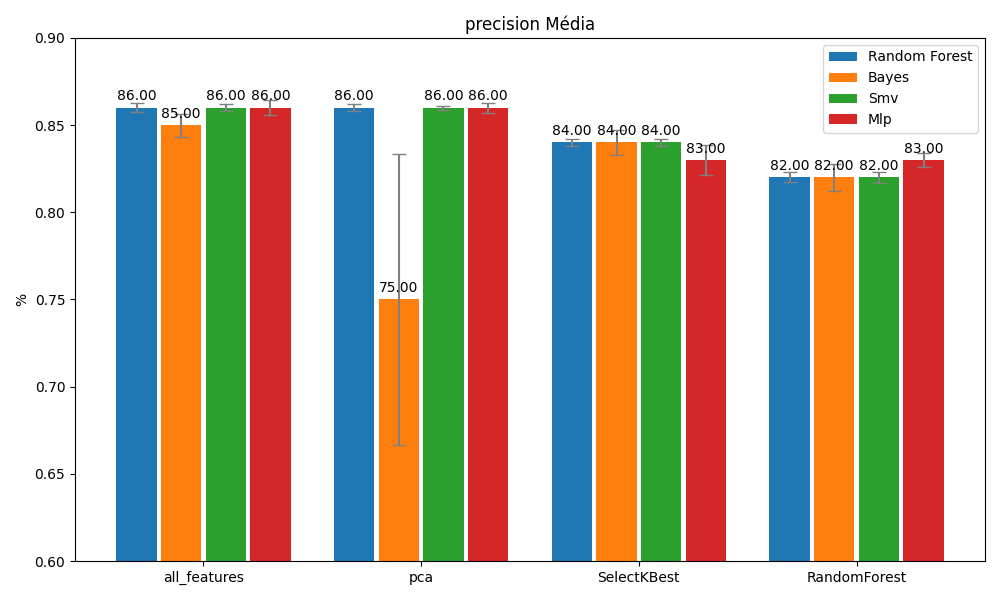 precision Média
0.90
0.85
0.80
0.75
0.70
0.65
0.60
%
86.00
85.00
86.00
86.00
86.00
75.00
86.00
86.00
84.00
84.00
84.00
83.00
82.00
82.00
82.00
83.00
Random Forest
Bayes
Smv
Mlp
all_features
pca
SelectKBest
RandomForest